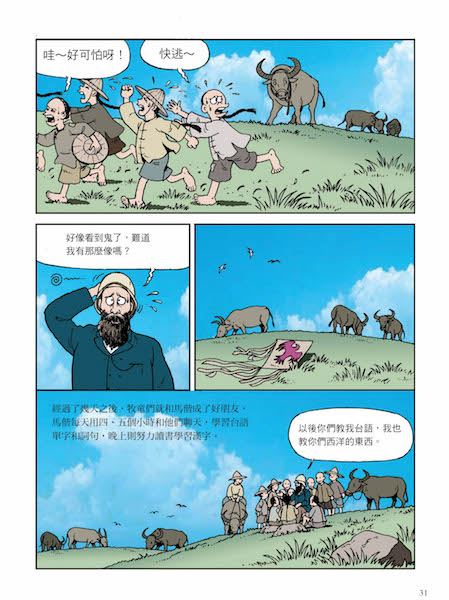 哇～好可怕呀！
快逃～
好像看到鬼了，難道
我有那麼像嗎？
經過了幾天之後，牧童們就和馬偕成了好朋友，
馬偕每天用四、五個小時和他們聊天，學習台語
單字和詞句，晚上則努力讀書學習漢字。
以後你們教我台語，我也
教你們西洋的東西。
31